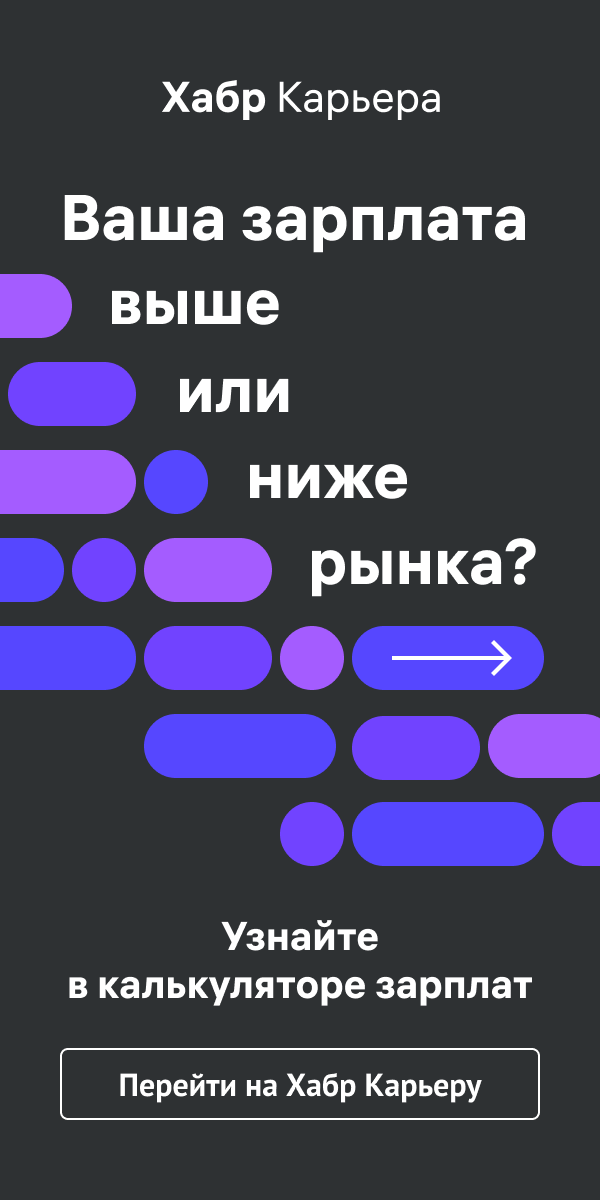 Хабр Карьера
Ваша зарплата
выше
или
ниже
рынка?
Узнайте
в калькуляторе зарплат
Перейти на Хабр Карьеру